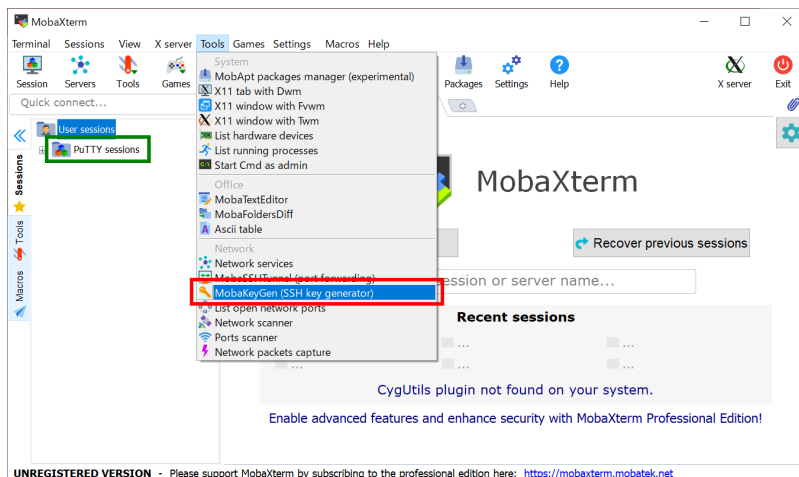 MobaXterm
Terminal Sessions View X server Tools Games Settings Macros Help
Session Servers Tools Games Packages Settings Help X server Exit
Quick connect...
User sessions
PuTTY sessions
Sessions
Tools
Macros
System
MobApt packages manager (experimental)
X11 tab with Dwm
X11 window with Fvwm
X11 window with Twm
List hardware devices
List running processes
Start Cmd as admin
Office
MobaTextEditor
MobaFoldersDiff
Ascii table
Network
Network services
MobaSSHTunnel (port forwarding)
MobaKeyGen (SSH key generator)
List open network ports
Network scanner
Ports scanner
Network packets capture
MobaXterm
Recover previous sessions
ession or server name...
Recent sessions
... ...
... ... ...
CygUtils plugin not found on your system.
Enable advanced features and enhance security with MobaXterm Professional Edition!
UNREGISTERED VERSION - Please support MobaXterm by subscribing to the professional edition here: https://mobaxterm.mobatek.net